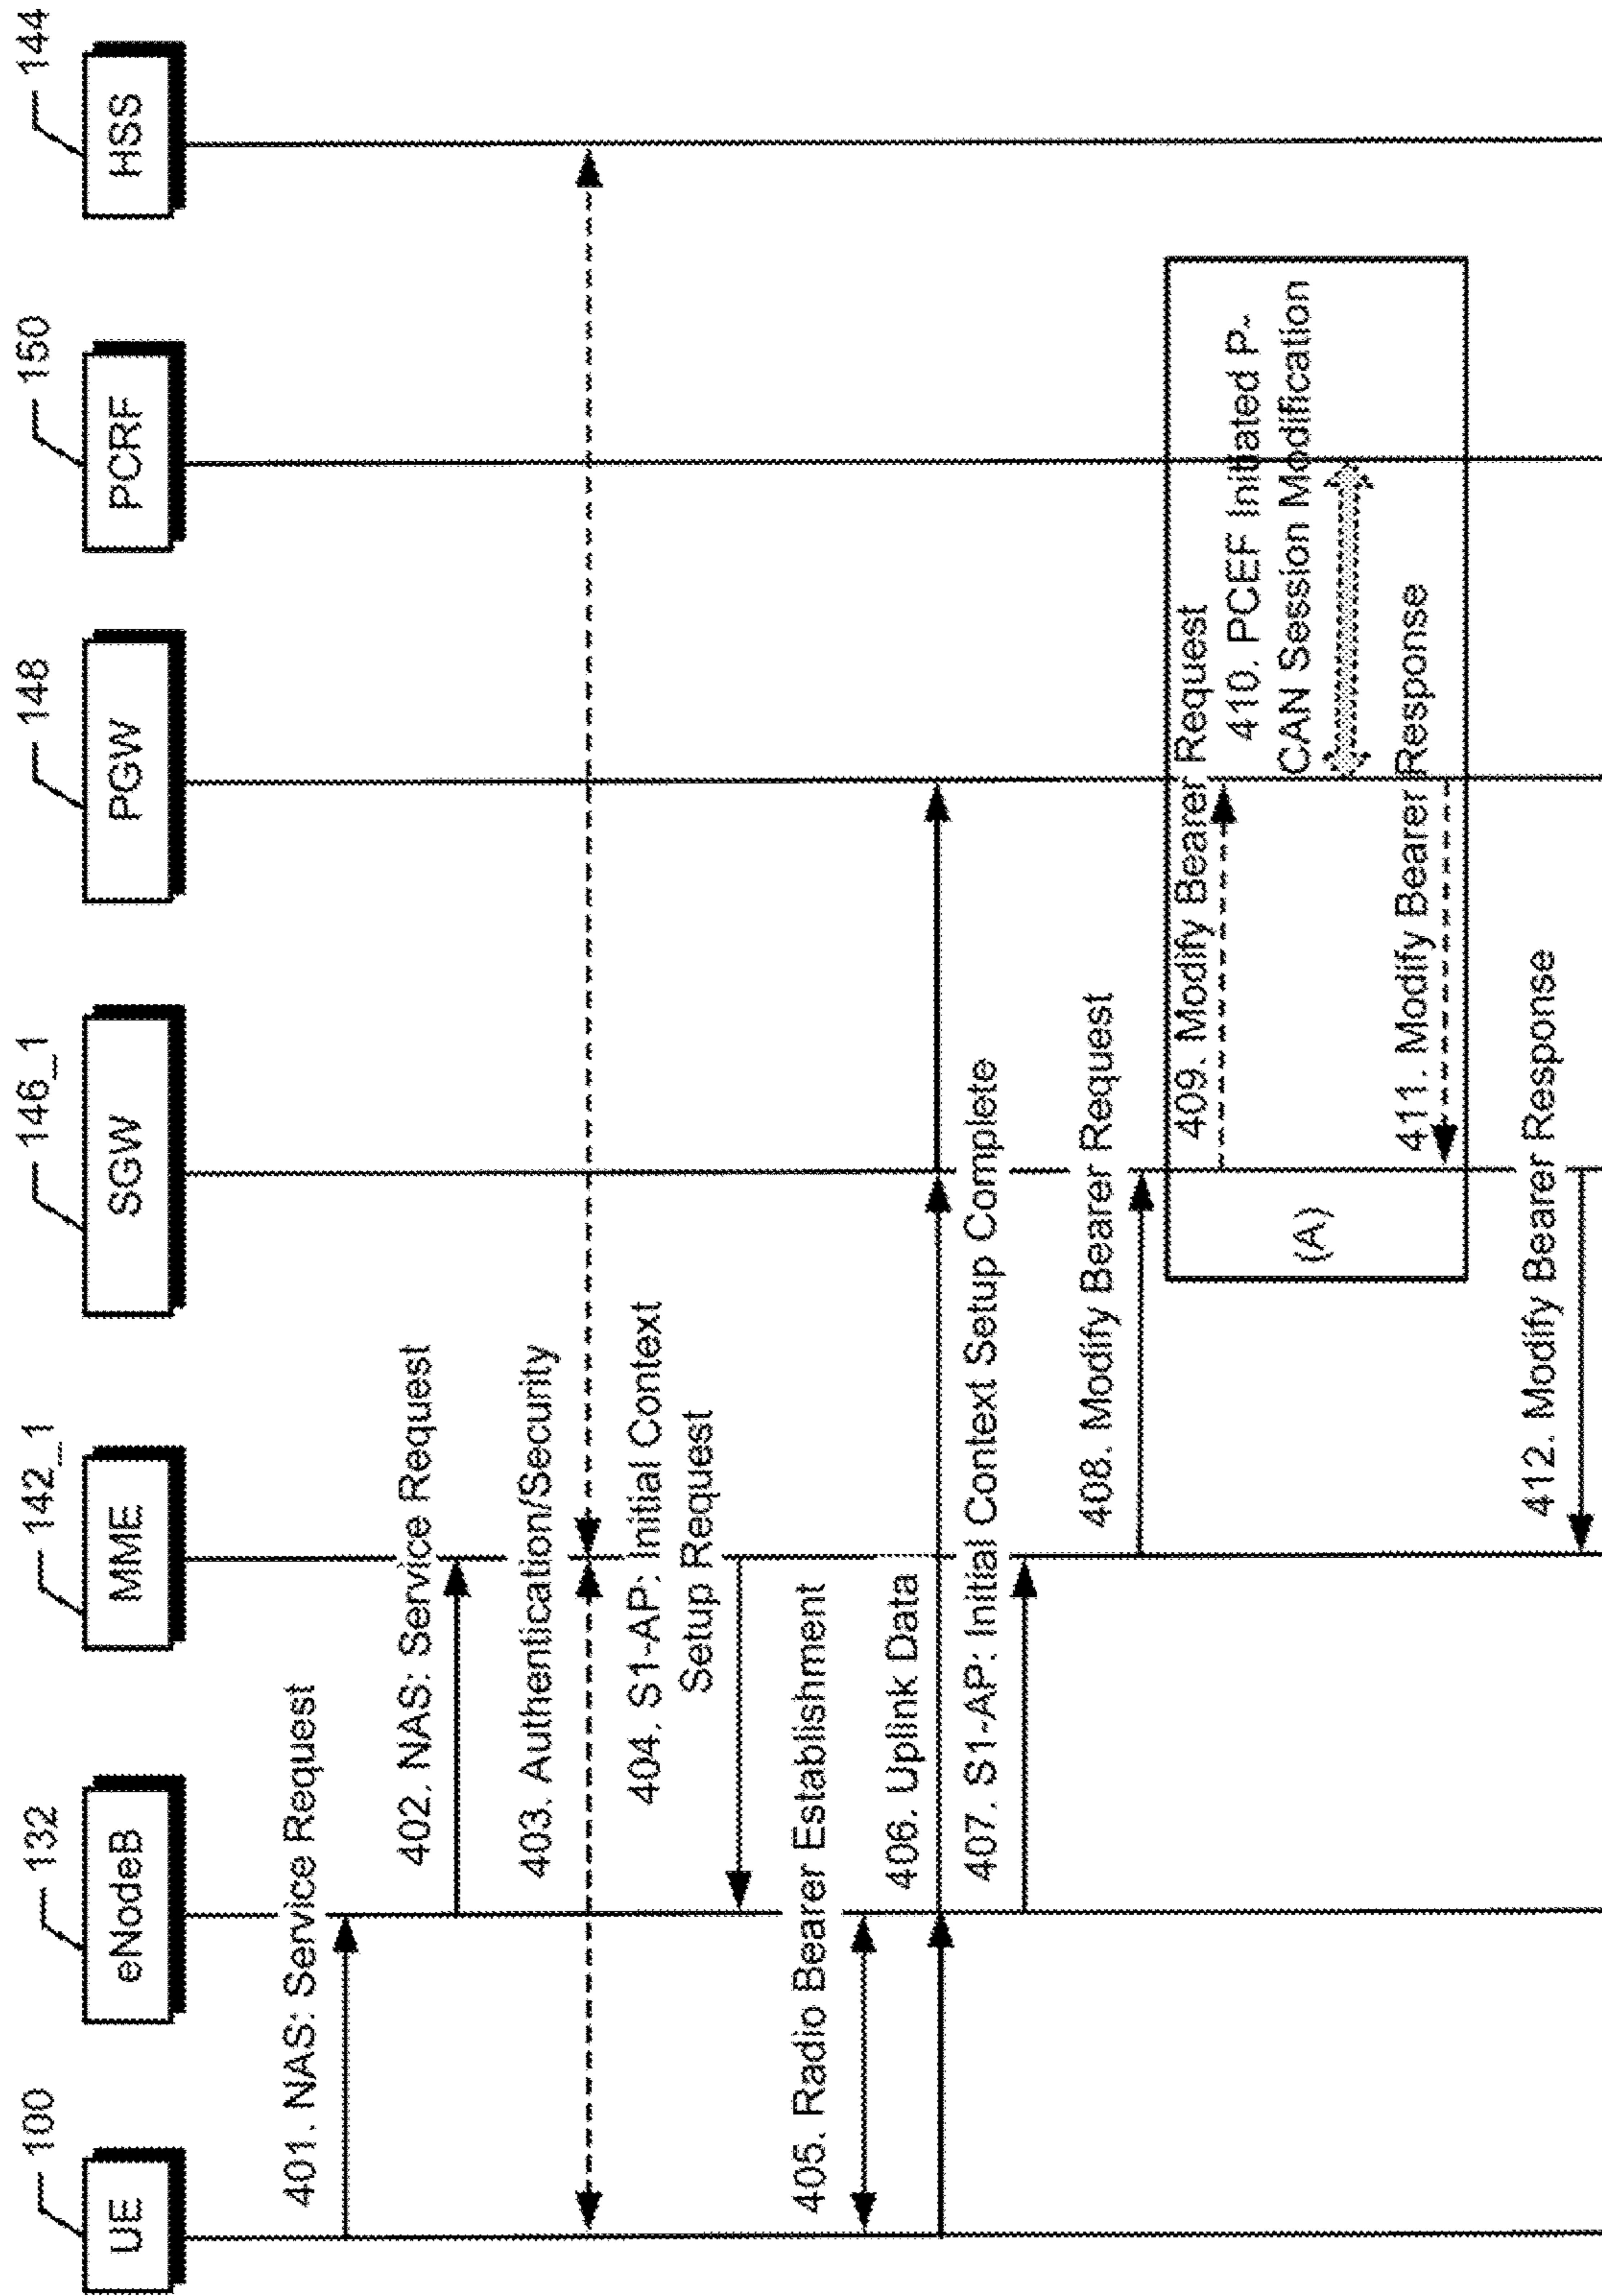 100
132
142_1
146_1
148
150
144
UE
eNodeB
MME
SGW
PGW
PCRF
HSS
401. NAS: Service Request
402. NAS: Service Request
403. Authentication/Security
404. S1-AP: Initial Context
Setup Request
405. Radio Bearer Establishment
406. Uplink Data
407. S1-AP: Initial Context Setup Complete
408. Modify Bearer Request
(A)
409. Modify Bearer Request
410. PCEF Initiated P-
CAN Session Modification
411. Modify Bearer Response
412. Modify Bearer Response